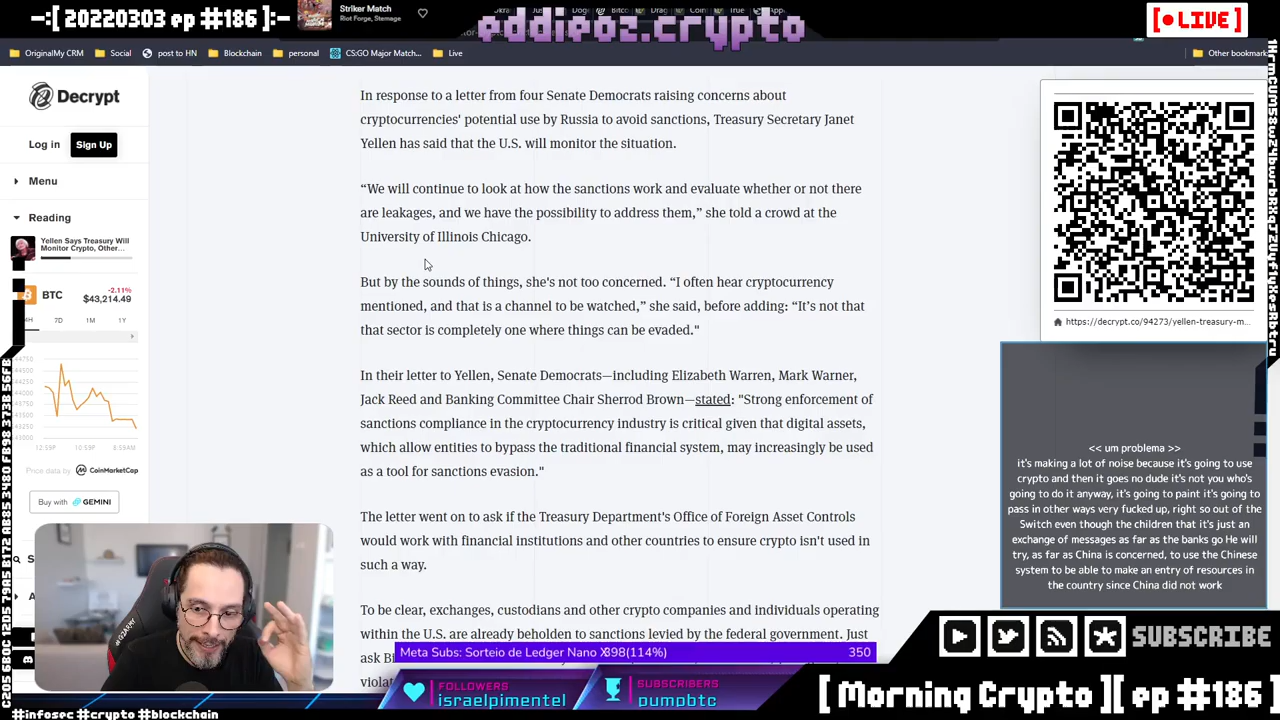 -:[ 20220303 ep #186 ]:-
Striker Match
Riot Forge, Stemage
addieoz.crypto
[● LIVE]
OriginalMy CRM
Social
post to HN
Blockchain
personal
CS:GO Major Match...
Live
Other bookmark
Decrypt
Log in
Sign Up
Menu
Reading
Yellen Says Treasury Will
Monitor Crypto, Other...
BTC
-2.11%
$43,214.49
7D
1M
1Y
44750
44500
44250
44000
43750
43500
43250
43000
12:59PM
10:59PM
8:59AM
Price data by CoinMarketCap
Buy with GEMINI
In response to a letter from four Senate Democrats raising concerns about
cryptocurrencies' potential use by Russia to avoid sanctions, Treasury Secretary Janet
Yellen has said that the U.S. will monitor the situation.
“We will continue to look at how the sanctions work and evaluate whether or not there
are leakages, and we have the possibility to address them,” she told a crowd at the
University of Illinois Chicago.
But by the sounds of things, she's not too concerned. “I often hear cryptocurrency
mentioned, and that is a channel to be watched,” she said, before adding: “It’s not that
that sector is completely one where things can be evaded."
In their letter to Yellen, Senate Democrats—including Elizabeth Warren, Mark Warner,
Jack Reed and Banking Committee Chair Sherrod Brown—stated: "Strong enforcement of
sanctions compliance in the cryptocurrency industry is critical given that digital assets,
which allow entities to bypass the traditional financial system, may increasingly be used
as a tool for sanctions evasion."
The letter went on to ask if the Treasury Department's Office of Foreign Asset Controls
would work with financial institutions and other countries to ensure crypto isn't used in
such a way.
To be clear, exchanges, custodians and other crypto companies and individuals operating
within the U.S. are already beholden to sanctions levied by the federal government. Just
ask
https://decrypt.co/94273/yellen-treasury-m...
<< um problema >>
it's making a lot of noise because it's going to use
crypto and then it goes no dude it's not you who's
going to do it anyway, it's going to paint it's going to
pass in other ways very fucked up, right so out of the
Switch even though the children that it's just an
exchange of messages as far as the banks go He will
try, as far as China is concerned, to use the Chinese
system to be able to make an entry of resources in
the country since China did not work
Meta Subs: Sorteio de Ledger Nano X
398(114%)
350
FOLLOWERS
israelpimentel
SUBSCRIBERS
pumpbtc
SUBSCRIBE
[ Morning Crypto ][ ep #186 ]
#infosec #crypto #blockchain